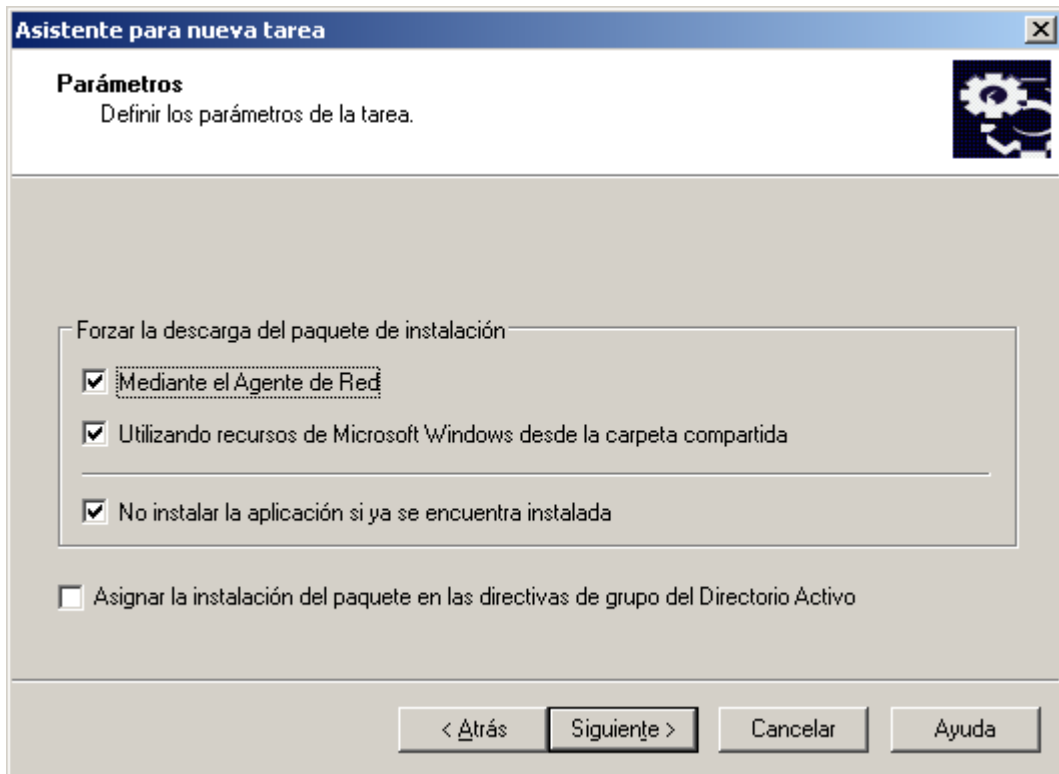 Asistente para nueva tarea
Parámetros
Definir los parámetros de la tarea.
Forzar la descarga del paquete de instalación
Mediante el Agente de Red
Utilizando recursos de Microsoft Windows desde la carpeta compartida
No instalar la aplicación si ya se encuentra instalada
Asignar la instalación del paquete en las directivas de grupo del Directorio Activo
< Atrás
Siguiente >
Cancelar
Ayuda